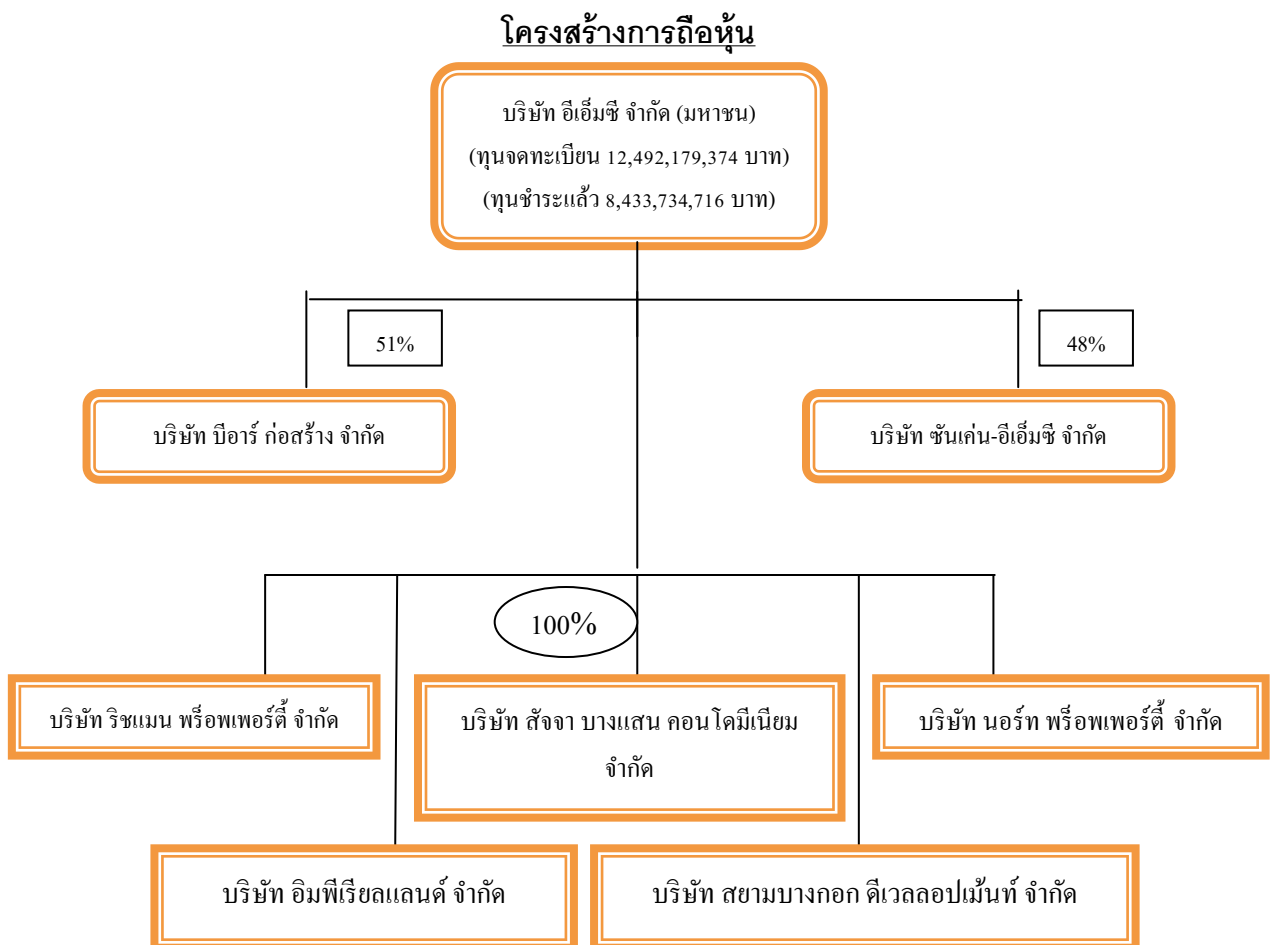 โครงสร้างการถือหุ้น
บริษัท อีเอ็มซี จำกัด (มหาชน)
(ทุนจดทะเบียน 12,492,179,374 บาท)
(ทุนชำระแล้ว 8,433,734,716 บาท)
51%
48%
บริษัท บีอาร์ ก่อสร้าง จำกัด
บริษัท ซันเค่น-อีเอ็มซี จำกัด
100%
บริษัท ริชแมน พร็อพเพอร์ตี้ จำกัด
บริษัท สัจจา บางแสน คอนโดมีเนียม
จำกัด
บริษัท นอร์ท พร็อพเพอร์ตี้ จำกัด
บริษัท อิมพีเรียลแลนด์ จำกัด
บริษัท สยามบางกอก ดีเวลลอปเม้นท์ จำกัด